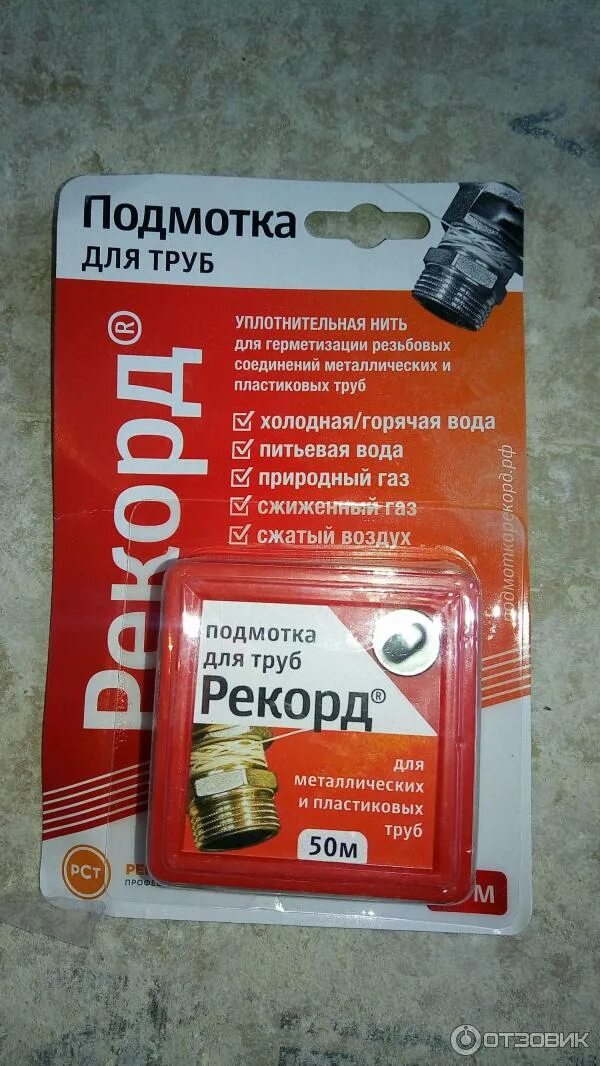 Подмотка
для труб
Рекорд®
уплотнительная нить
для герметизации резьбовых
соединений металлических и
пластиковых труб
холодная/горячая вода
питьевая вода
природный газ
сжиженный газ
сжатый воздух
подмоткарекорд.рф
подмотка
для труб
Рекорд®
для
металлических
и пластиковых
труб
50м
РСТ
М
ОТЗОВИК